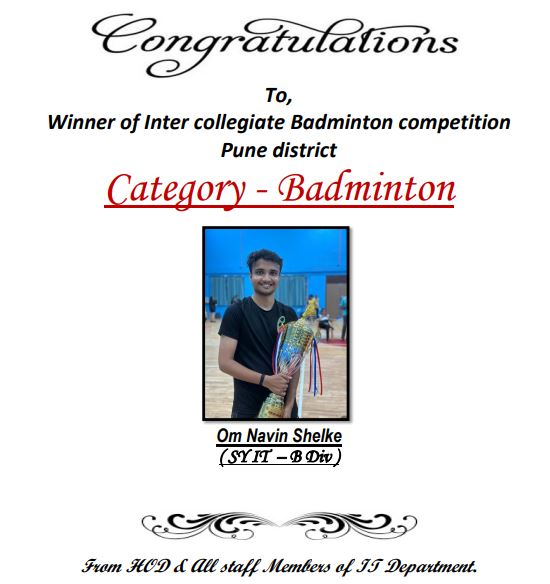 Congratulations
To,
Winner of Inter collegiate Badminton competition
Pune district
Category - Badminton
Om Navin Shelke
( SY IT – B Div )
From HOD & All staff Members of IT Department.